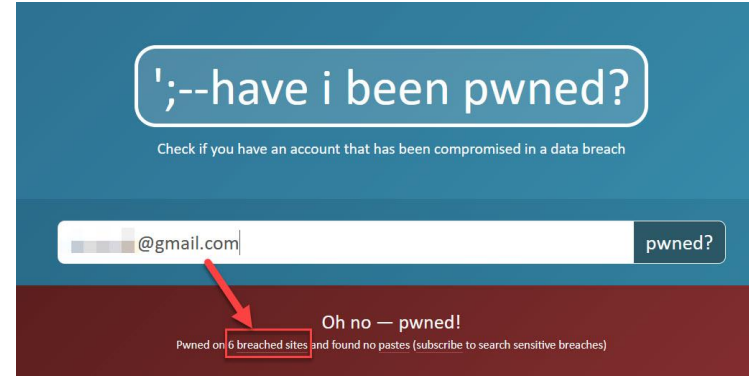 ';--have i been pwned?
Check if you have an account that has been compromised in a data breach
@gmail.com
pwned?
Oh no — pwned!
Pwned on 6 breached sites and found no pastes (subscribe to search sensitive breaches)